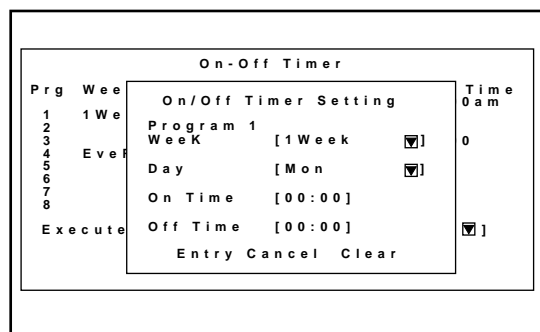 On-Off Timer
Prg Wee Time
On/Off Timer Setting 0am
1 1We
Program 1
2
3 WeeK [1Week ▼] 0
4 Eve
5 Day [Mon ▼]
6
7 On Time [00:00]
8
Execute Off Time [00:00] ▼]
Entry Cancel Clear